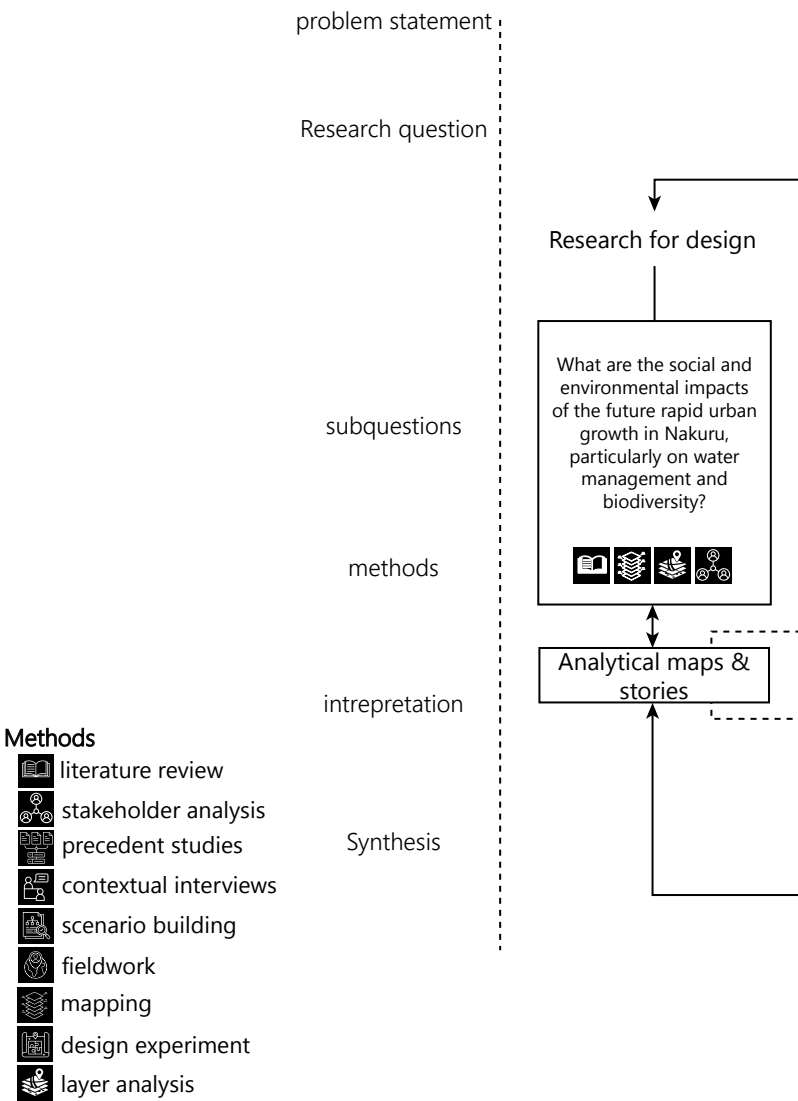 problem statement
Research question
Research for design
What are the social and
environmental impacts
of the future rapid urban
growth in Nakuru,
particularly on water
management and
biodiversity?
subquestions
methods
Analytical maps &
stories
intrepretation
Synthesis
Methods
literature review
stakeholder analysis
precedent studies
contextual interviews
scenario building
fieldwork
mapping
design experiment
layer analysis